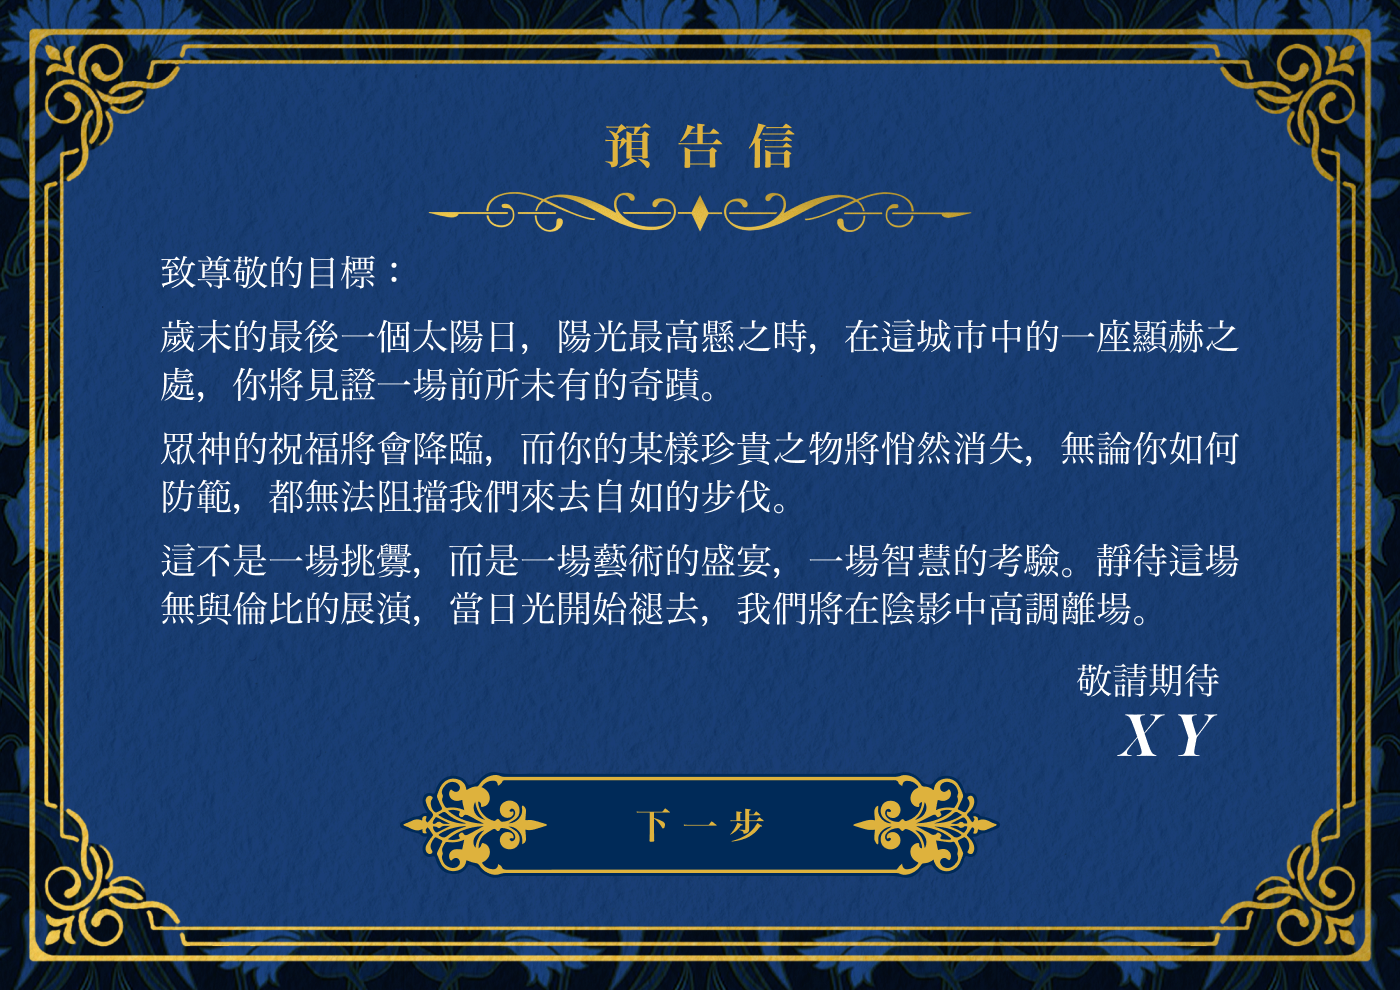 預告信
致尊敬的目標：
歲末的最後一個太陽日，陽光最高懸之時，在這城市中的一座顯赫之
處，你將見證一場前所未有的奇蹟。
眾神的祝福將會降臨，而你的某樣珍貴之物將悄然消失，無論你如何
防範，都無法阻擋我們來去自如的步伐。
這不是一場挑釁，而是一場藝術的盛宴，一場智慧的考驗。靜待這場
無與倫比的展演，當日光開始褪去，我們將在陰影中高調離場。
敬請期待
X Y
下一步